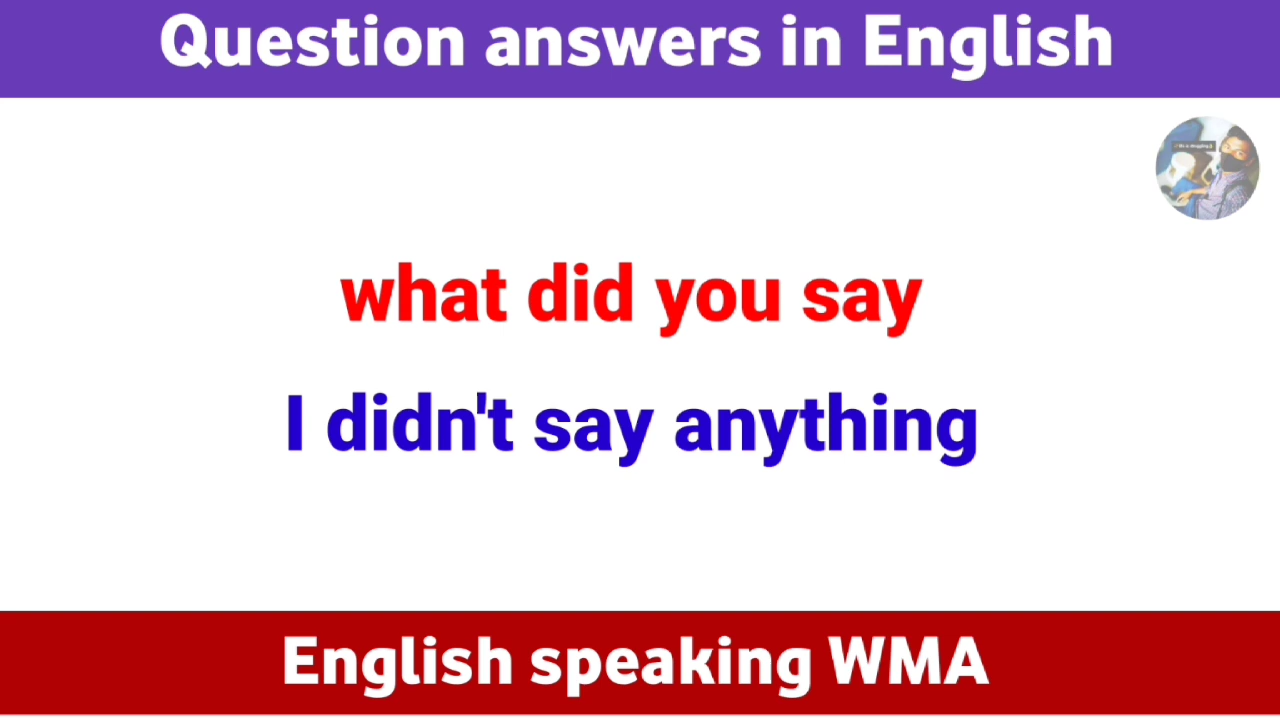 Question answers in English
what did you say
I didn't say anything
English speaking WMA